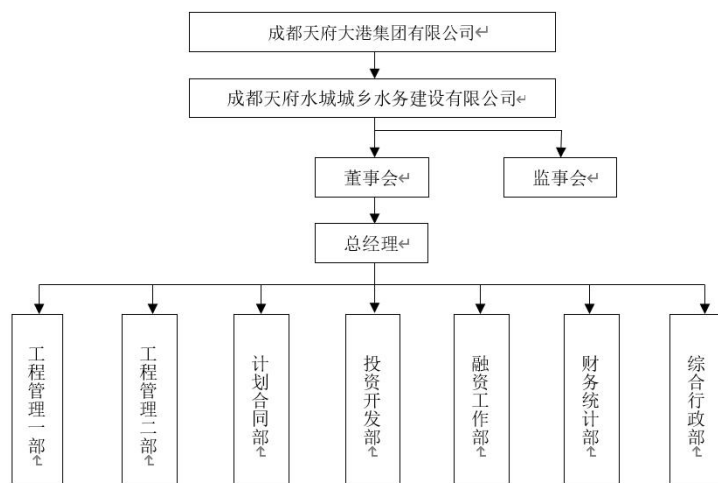 成都天府大港集团有限公司
成都天府水城城乡水务建设有限公司
董事会
监事会
总经理
工程管理一部
工程管理二部
计划合同部
投资开发部
融资工作部
财务统计部
综合行政部